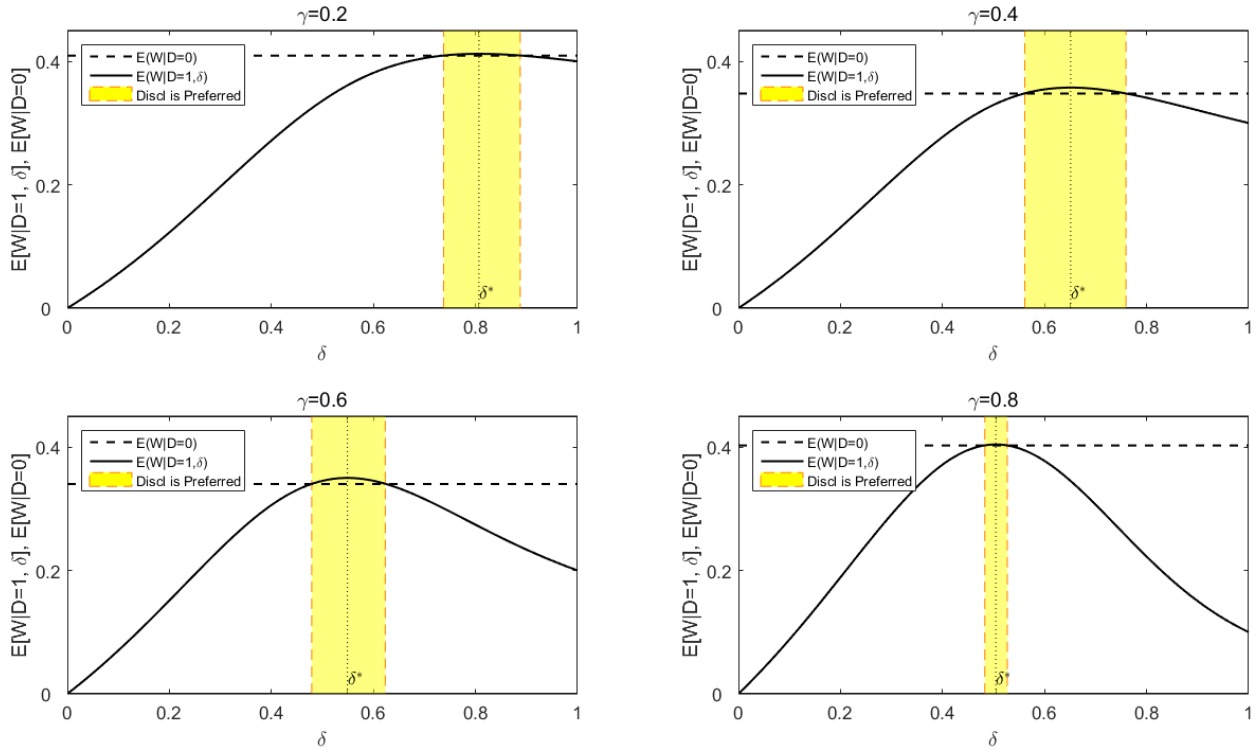 γ=0.2
E[W|D=1, δ], E[W|D=0]
0.4
0.2
0
E(W|D=0)
E(W|D=1,δ)
Discl is Preferred
δ*
0 0.2 0.4 0.6 0.8 1
δ
γ=0.4
E[W|D=1, δ], E[W|D=0]
0.4
0.2
0
E(W|D=0)
E(W|D=1,δ)
Discl is Preferred
δ*
0 0.2 0.4 0.6 0.8 1
δ
γ=0.6
E[W|D=1, δ], E[W|D=0]
0.4
0.2
0
E(W|D=0)
E(W|D=1,δ)
Discl is Preferred
δ*
0 0.2 0.4 0.6 0.8 1
δ
γ=0.8
E[W|D=1, δ], E[W|D=0]
0.4
0.2
0
E(W|D=0)
E(W|D=1,δ)
Discl is Preferred
δ*
0 0.2 0.4 0.6 0.8 1
δ